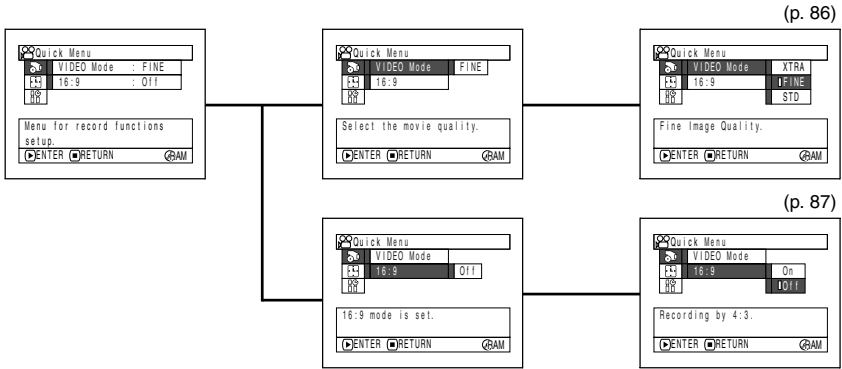 (p. 86)
Quick Menu
VIDEO Mode : FINE
16:9 : Off
Menu for record functions
setup.
ENTER RETURN RAM
Quick Menu
VIDEO Mode FINE
16:9
Select the movie quality.
ENTER RETURN RAM
Quick Menu
VIDEO Mode XTRA
16:9 FINE
STD
Fine Image Quality.
ENTER RETURN RAM
(p. 87)
Quick Menu
VIDEO Mode
16:9 Off
16:9 mode is set.
ENTER RETURN RAM
Quick Menu
VIDEO Mode
16:9 On
Off
Recording by 4:3.
ENTER RETURN RAM